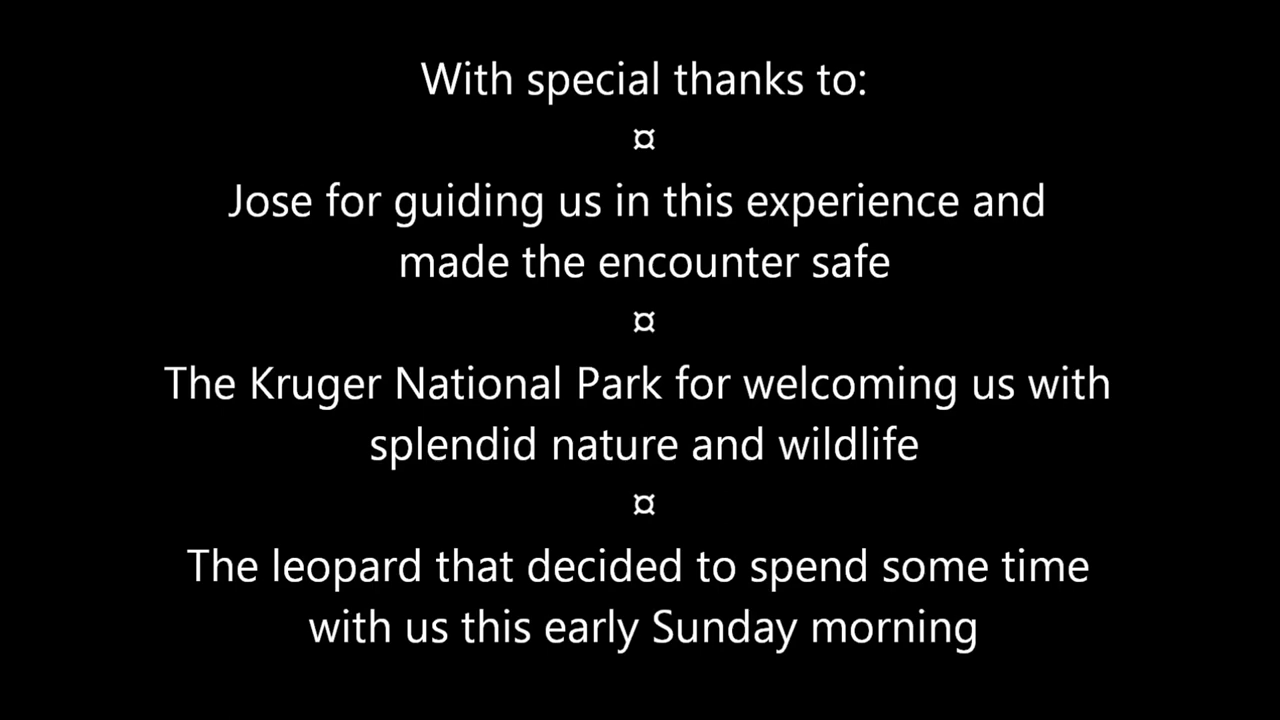 With special thanks to:
¤
Jose for guiding us in this experience and
made the encounter safe
¤
The Kruger National Park for welcoming us with
splendid nature and wildlife
¤
The leopard that decided to spend some time
with us this early Sunday morning